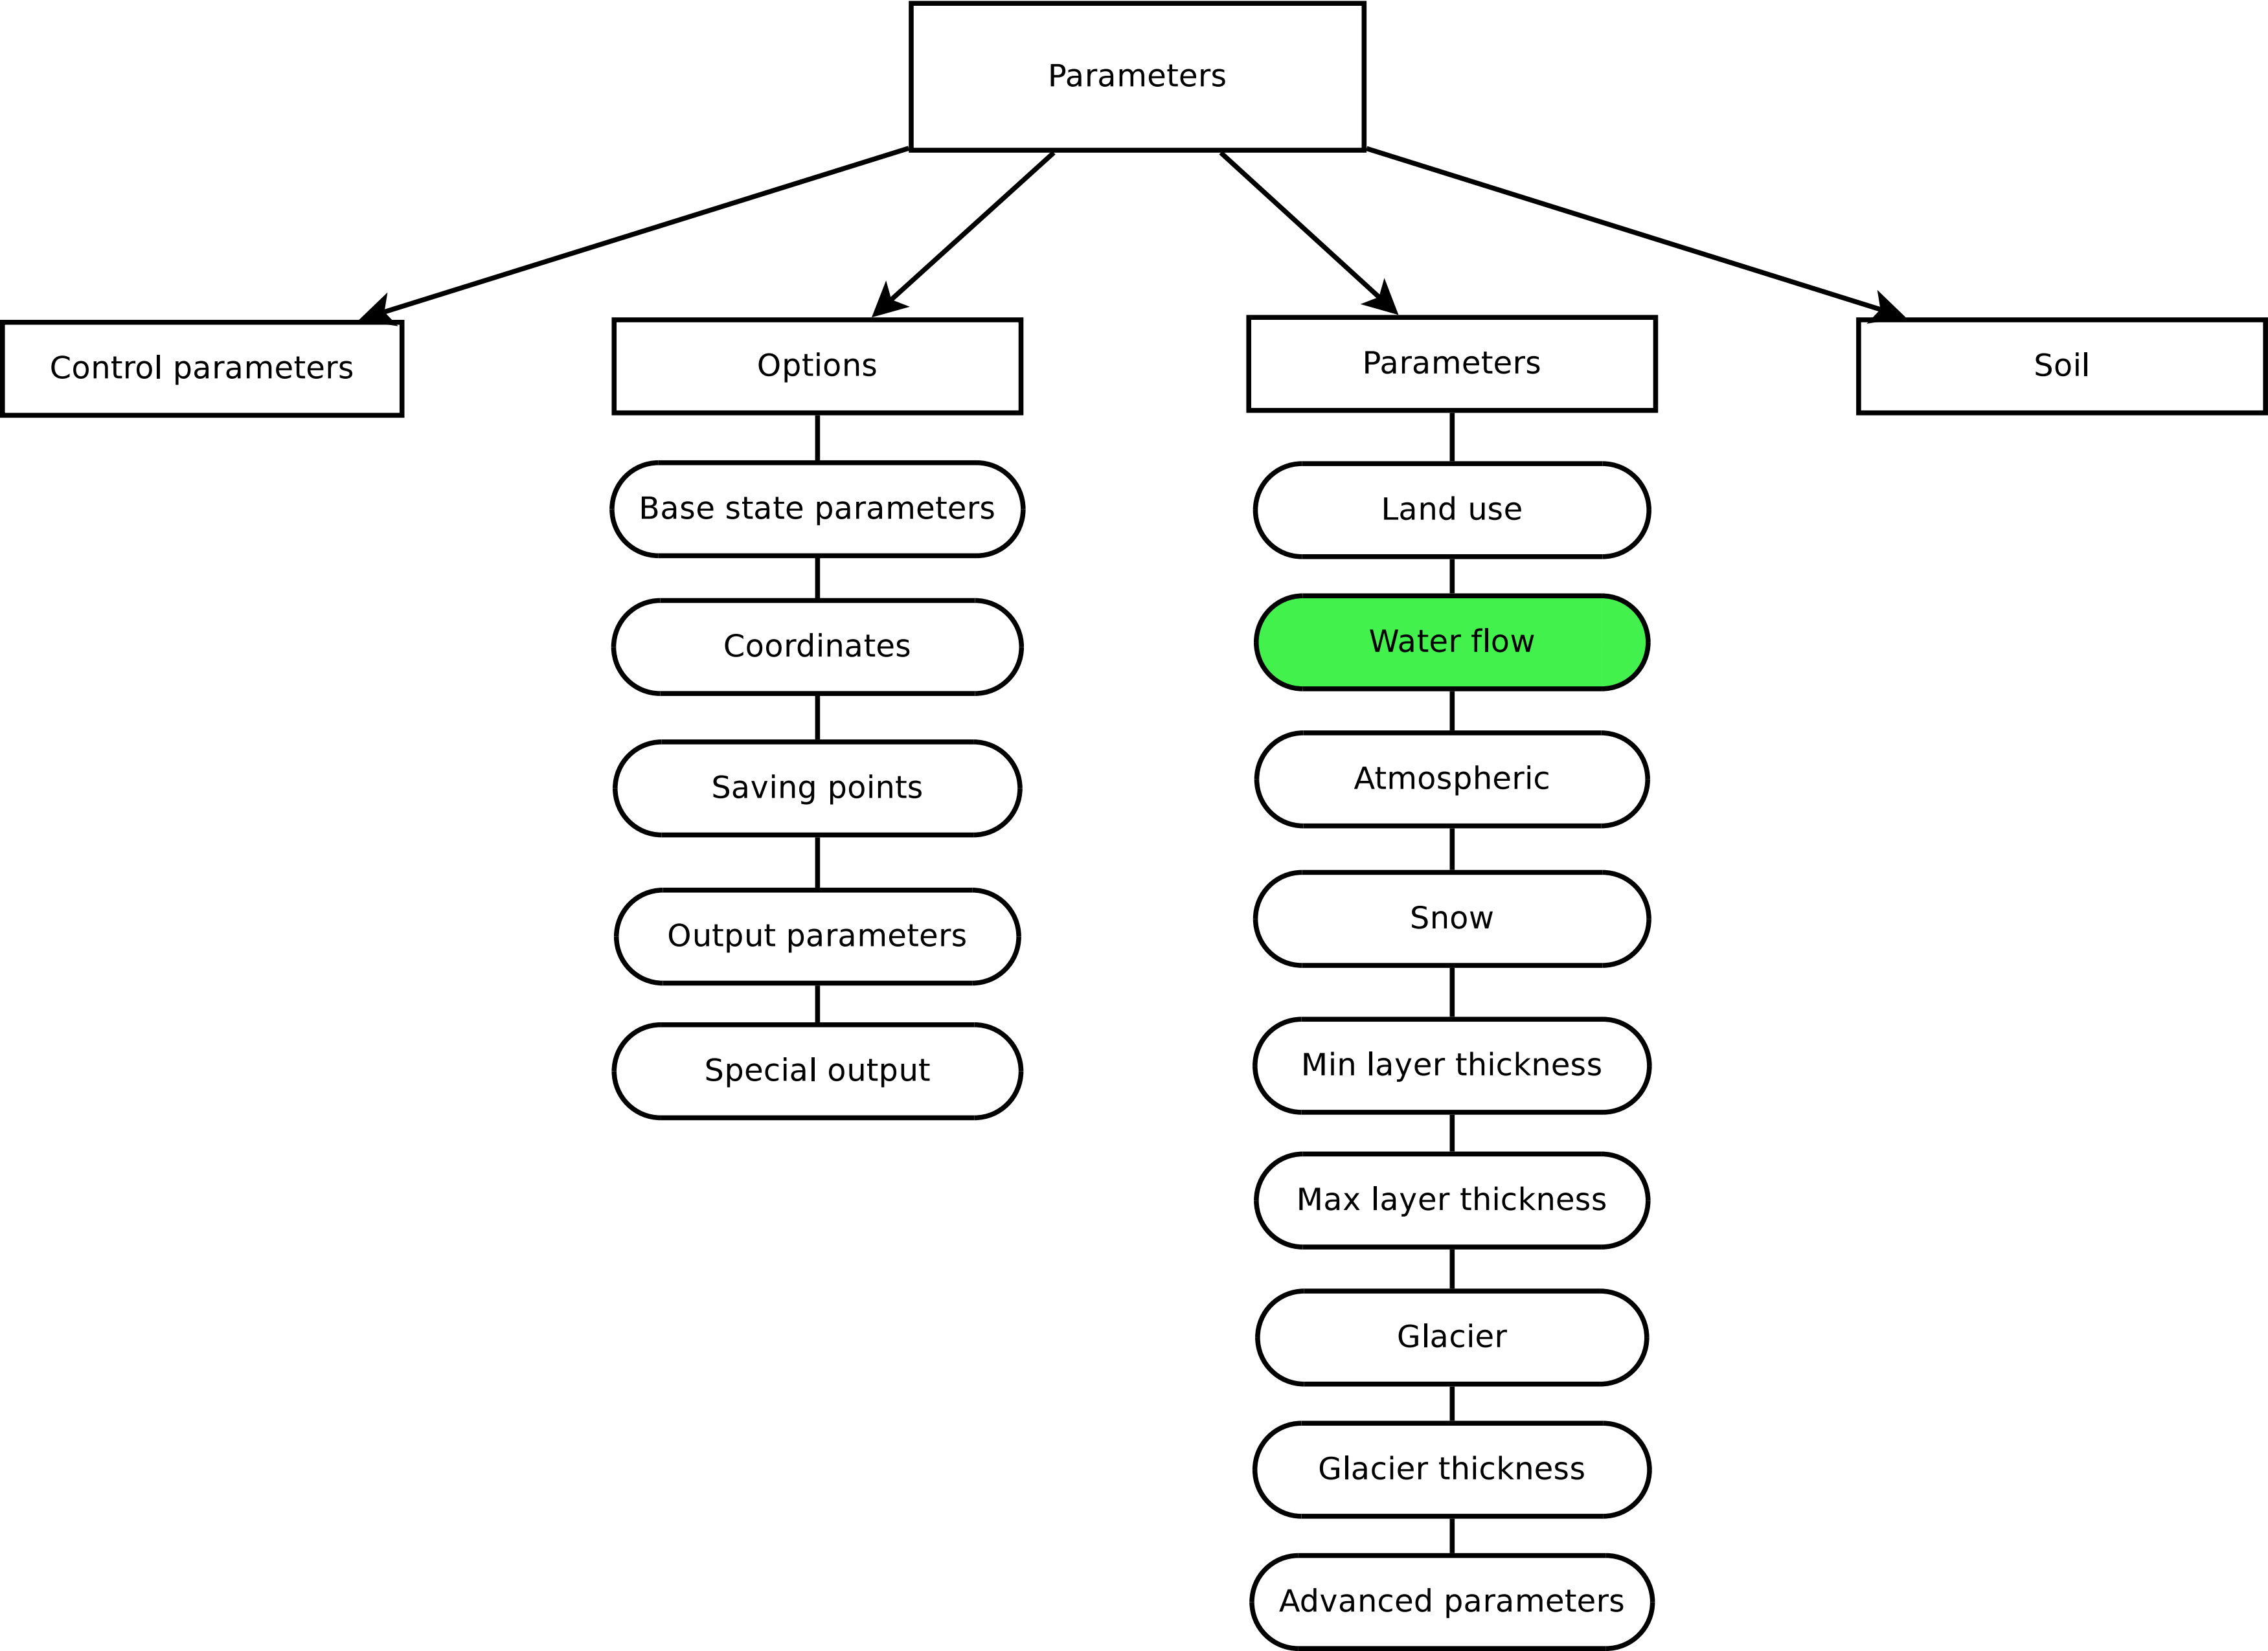 Parameters
Control parameters
Options
Parameters
Soil
Base state parameters
Coordinates
Saving points
Output parameters
Special output
Land use
Water flow
Atmospheric
Snow
Min layer thickness
Max layer thickness
Glacier
Glacier thickness
Advanced parameters